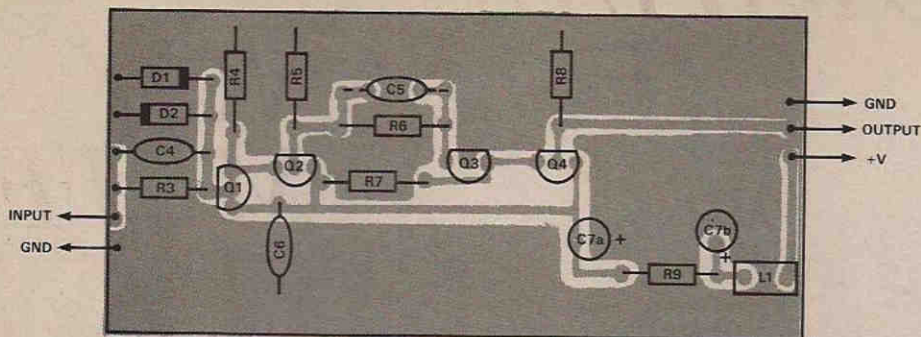 D1
R4
R5
C5
R8
GND
D2
R6
OUTPUT
C4
Q2
Q3
Q4
+V
R3
Q1
R7
INPUT
GND
C6
C7a +
C7b
+
R9
L1